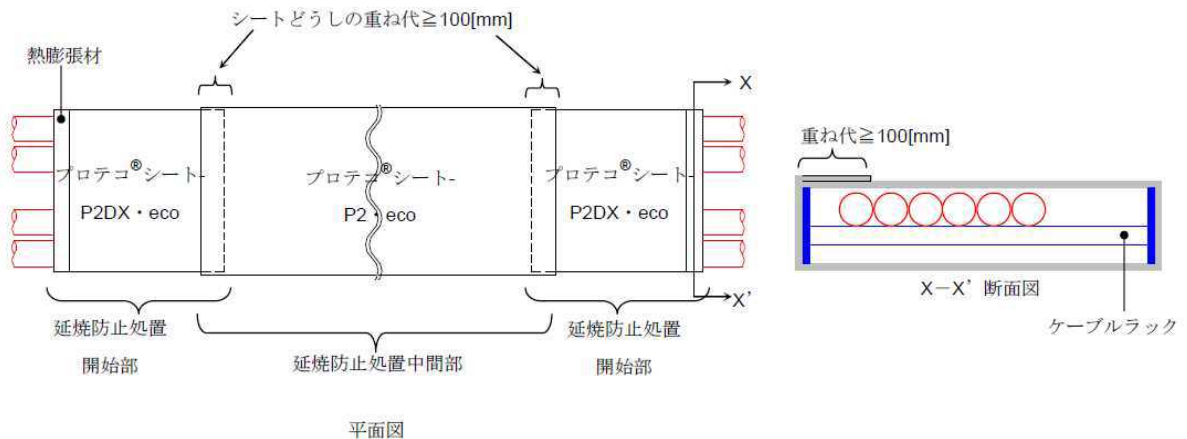 シートどうしの重ね代≧100[mm]
熱膨張材
X
プロテコ®シート-
P2DX・eco
プロテコ®シート-
P2・eco
プロテコ®シート-
P2DX・eco
X'
延焼防止処置
開始部
延焼防止処置中間部
延焼防止処置
開始部
平面図
重ね代≧100[mm]
X－X’断面図
ケーブルラック